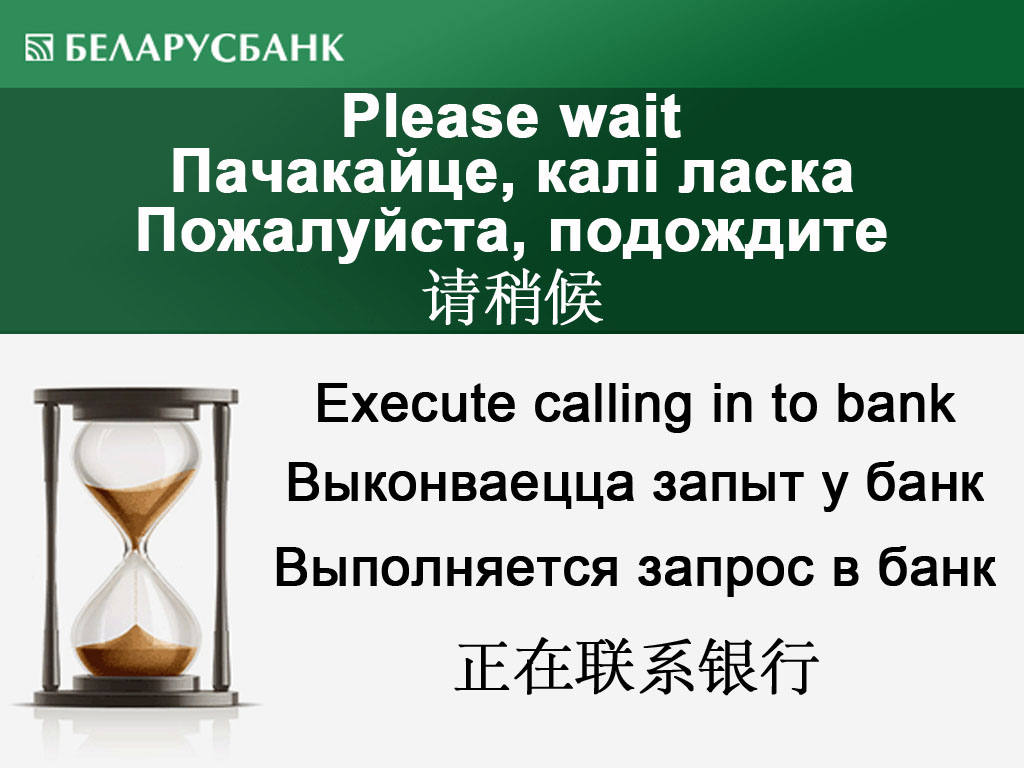 БЕЛАРУСБАНК
Please wait
Пачакайце, калі ласка
Пожалуйста, подождите
请稍候
Execute calling in to bank
Выконваецца запыт у банк
Выполняется запрос в банк
正在联系银行